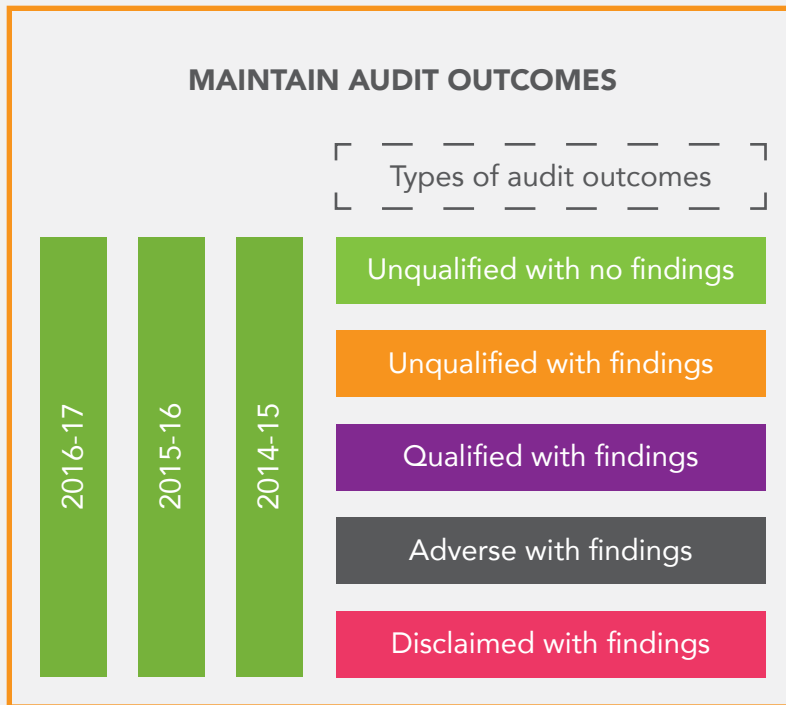 MAINTAIN AUDIT OUTCOMES
Types of audit outcomes
2016-17
2015-16
2014-15
Unqualified with no findings
Unqualified with findings
Qualified with findings
Adverse with findings
Disclaimed with findings